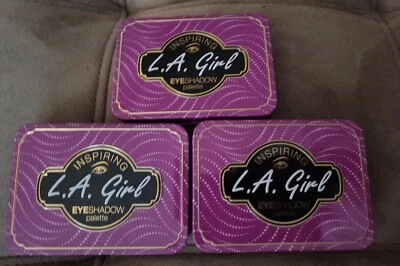 INSPIRING
L.A. Girl
EYESHADOW
palette
INSPIRING
L.A. Girl
EYESHADOW
palette
INSPIRING
L.A. Girl
EYESHADOW
palette